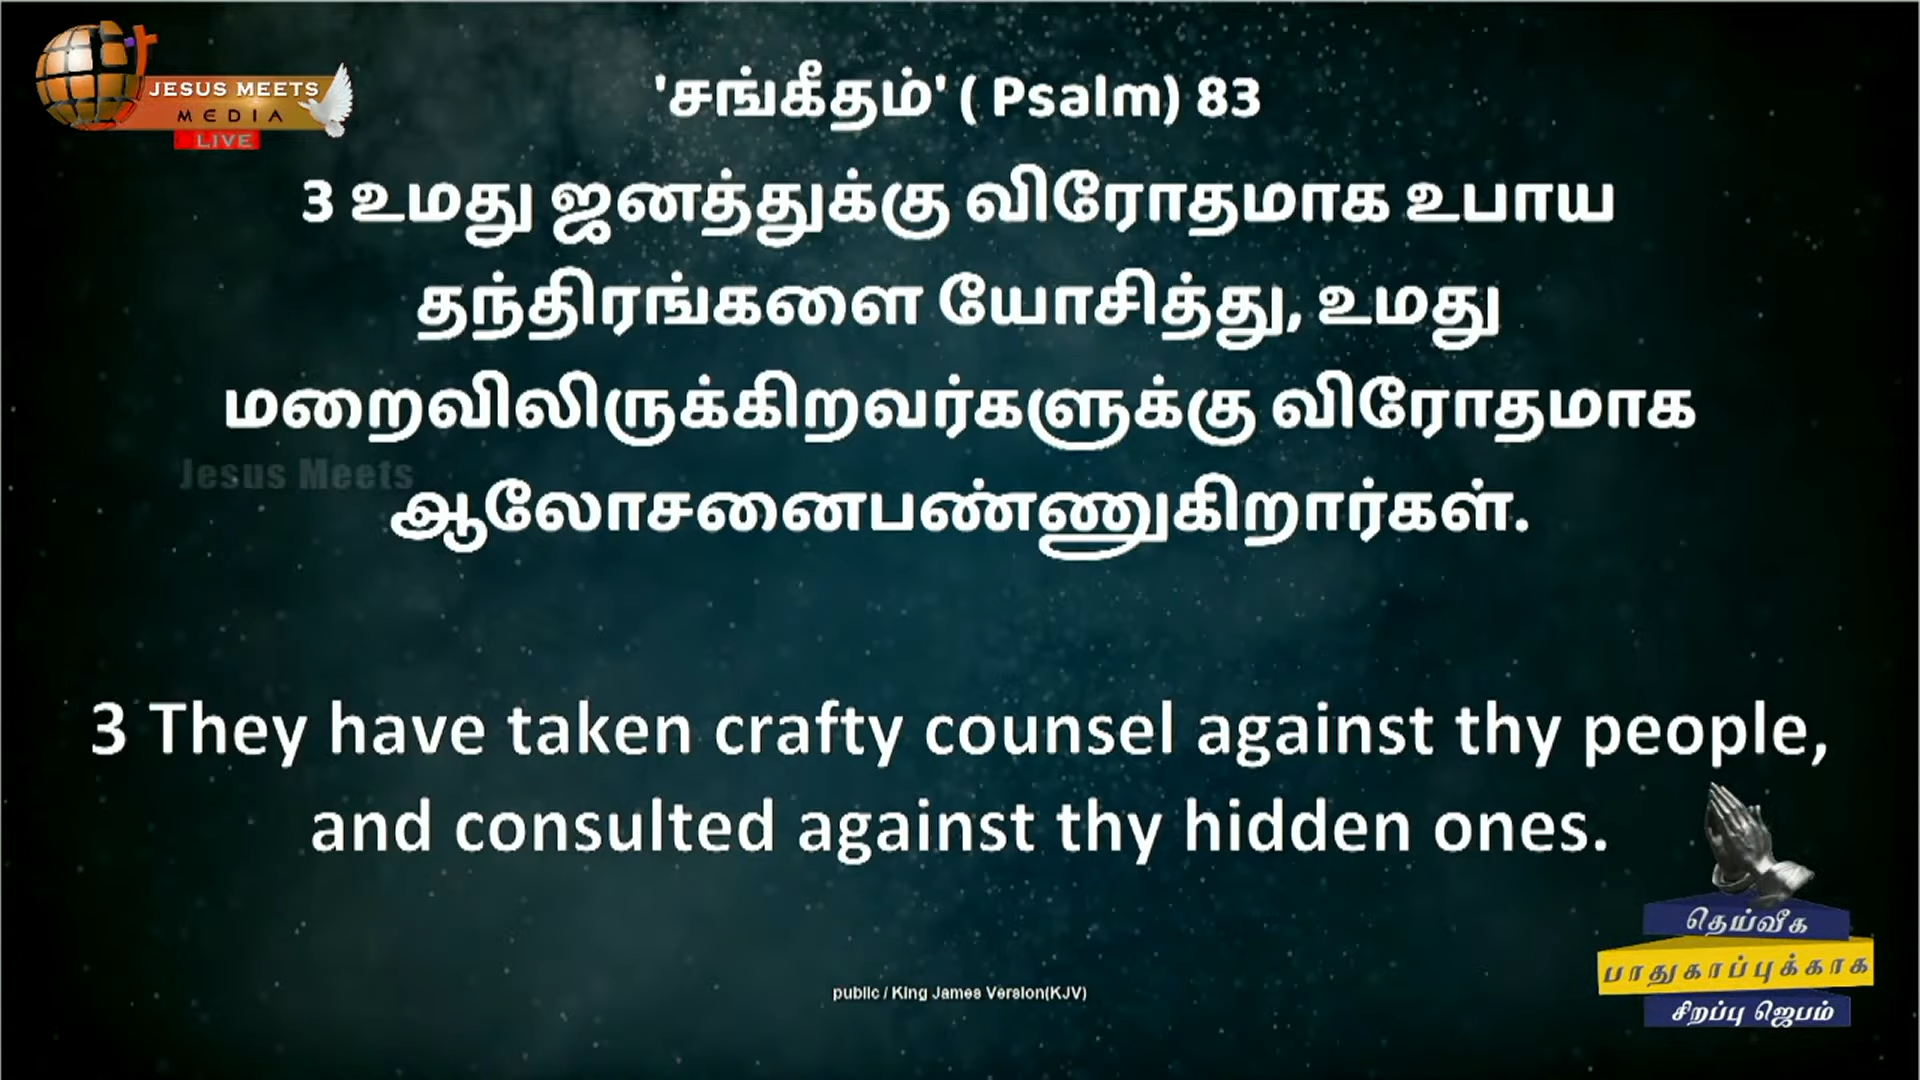 JESUS MEETS
MEDIA
LIVE
'சங்கீதம்' ( Psalm) 83
3 உமது ஜனத்துக்கு விரோதமாக உபாய
தந்திரங்களை யோசித்து, உமது
மறைவிலிருக்கிறவர்களுக்கு விரோதமாக
Jesus Meets
ஆலோசனைபண்ணுகிறார்கள்.
3 They have taken crafty counsel against thy people,
and consulted against thy hidden ones.
தெய்வீக
பாதுகாப்புக்காக
சிறப்பு ஜெபம்
public / King James Version(KJV)